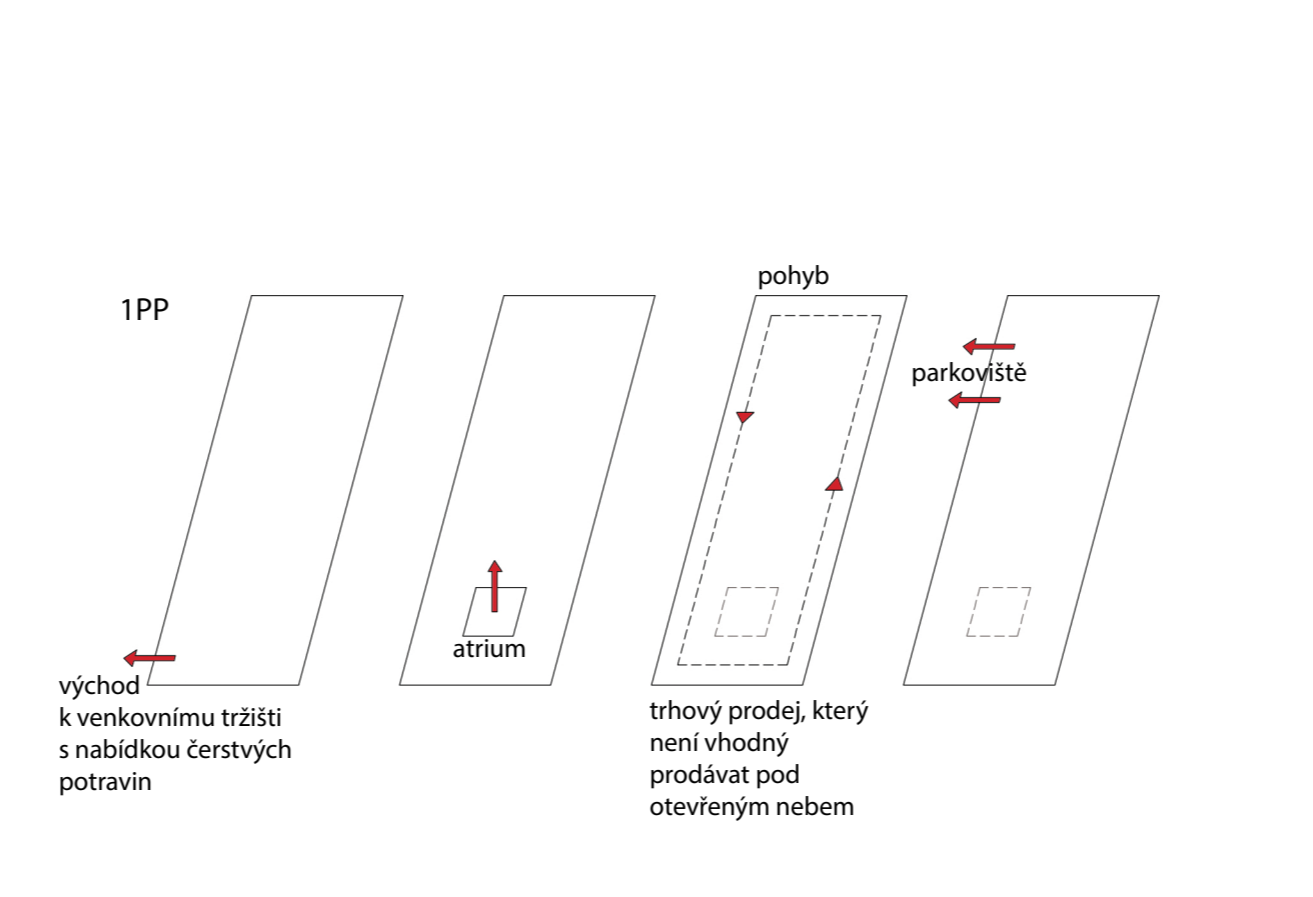 pohyb
1PP
parkoviště
atrium
východ
k venkovnímu tržišti
s nabídkou čerstvých
potravin
trhový prodej, který
není vhodný
prodávat pod
otevřeným nebem